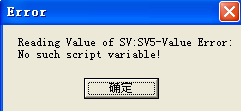 Error
Reading Value of SV:SV5-Value Error:
No such script variable!
确定